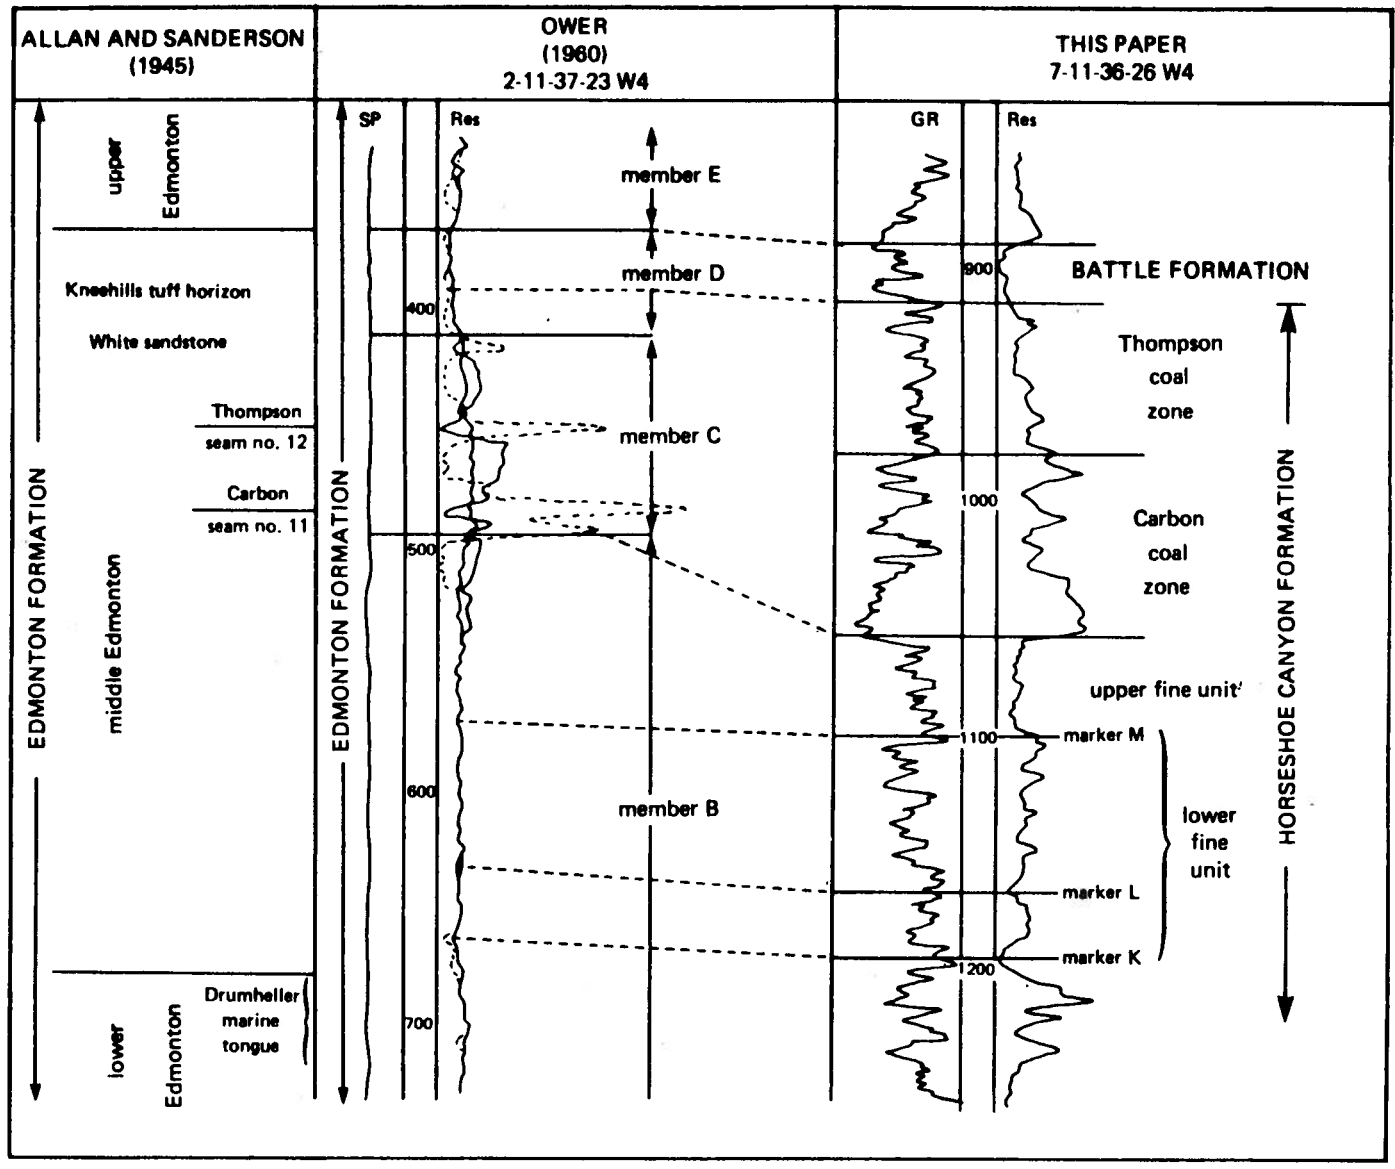 ALLAN AND SANDERSON
(1945)
OWER
(1960)
2-11-37-23 W4
THIS PAPER
7-11-36-26 W4
EDMONTON FORMATION
upper
Edmonton
Kneehills tuff horizon
White sandstone
Thompson
seam no. 12
Carbon
seam no. 11
middle Edmonton
Drumheller
marine
tongue
lower
Edmonton
EDMONTON FORMATION
SP
Res
400
500
600
700
member E
member D
member C
member B
GR
Res
900
1000
1100
1200
BATTLE FORMATION
Thompson
coal
zone
Carbon
coal
zone
upper fine unit
marker M
lower
fine
unit
marker L
marker K
HORSESHOE CANYON FORMATION